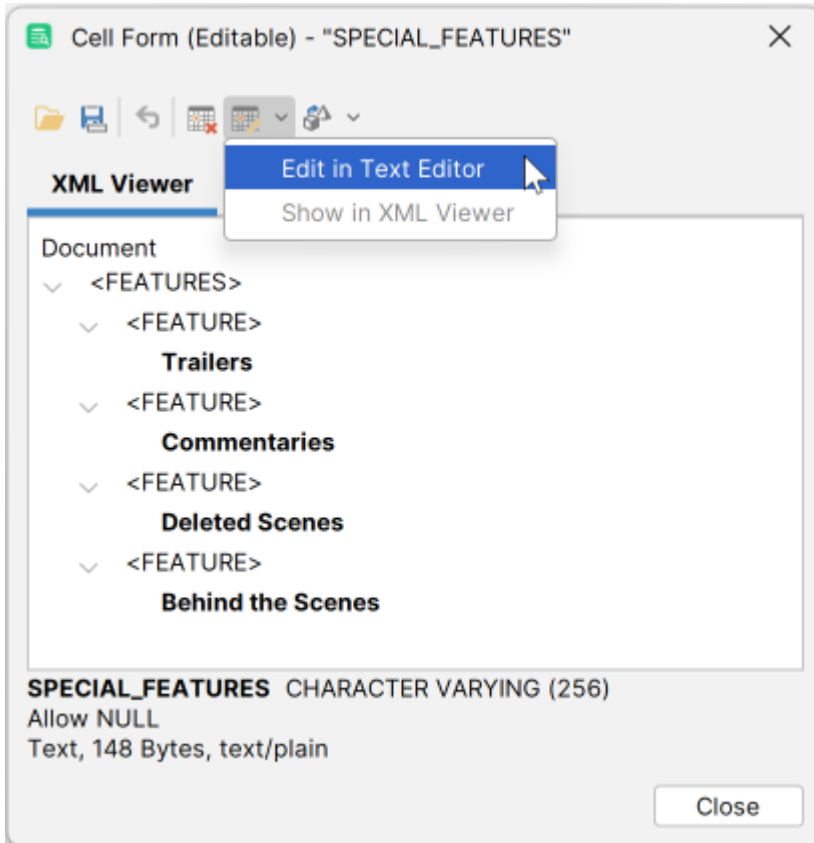 Cell Form (Editable) - "SPECIAL_FEATURES"
Edit in Text Editor
XML Viewer
Show in XML Viewer
Document
<FEATURES>
<FEATURE>
Trailers
<FEATURE>
Commentaries
<FEATURE>
Deleted Scenes
<FEATURE>
Behind the Scenes
SPECIAL_FEATURES CHARACTER VARYING (256)
Allow NULL
Text, 148 Bytes, text/plain
Close